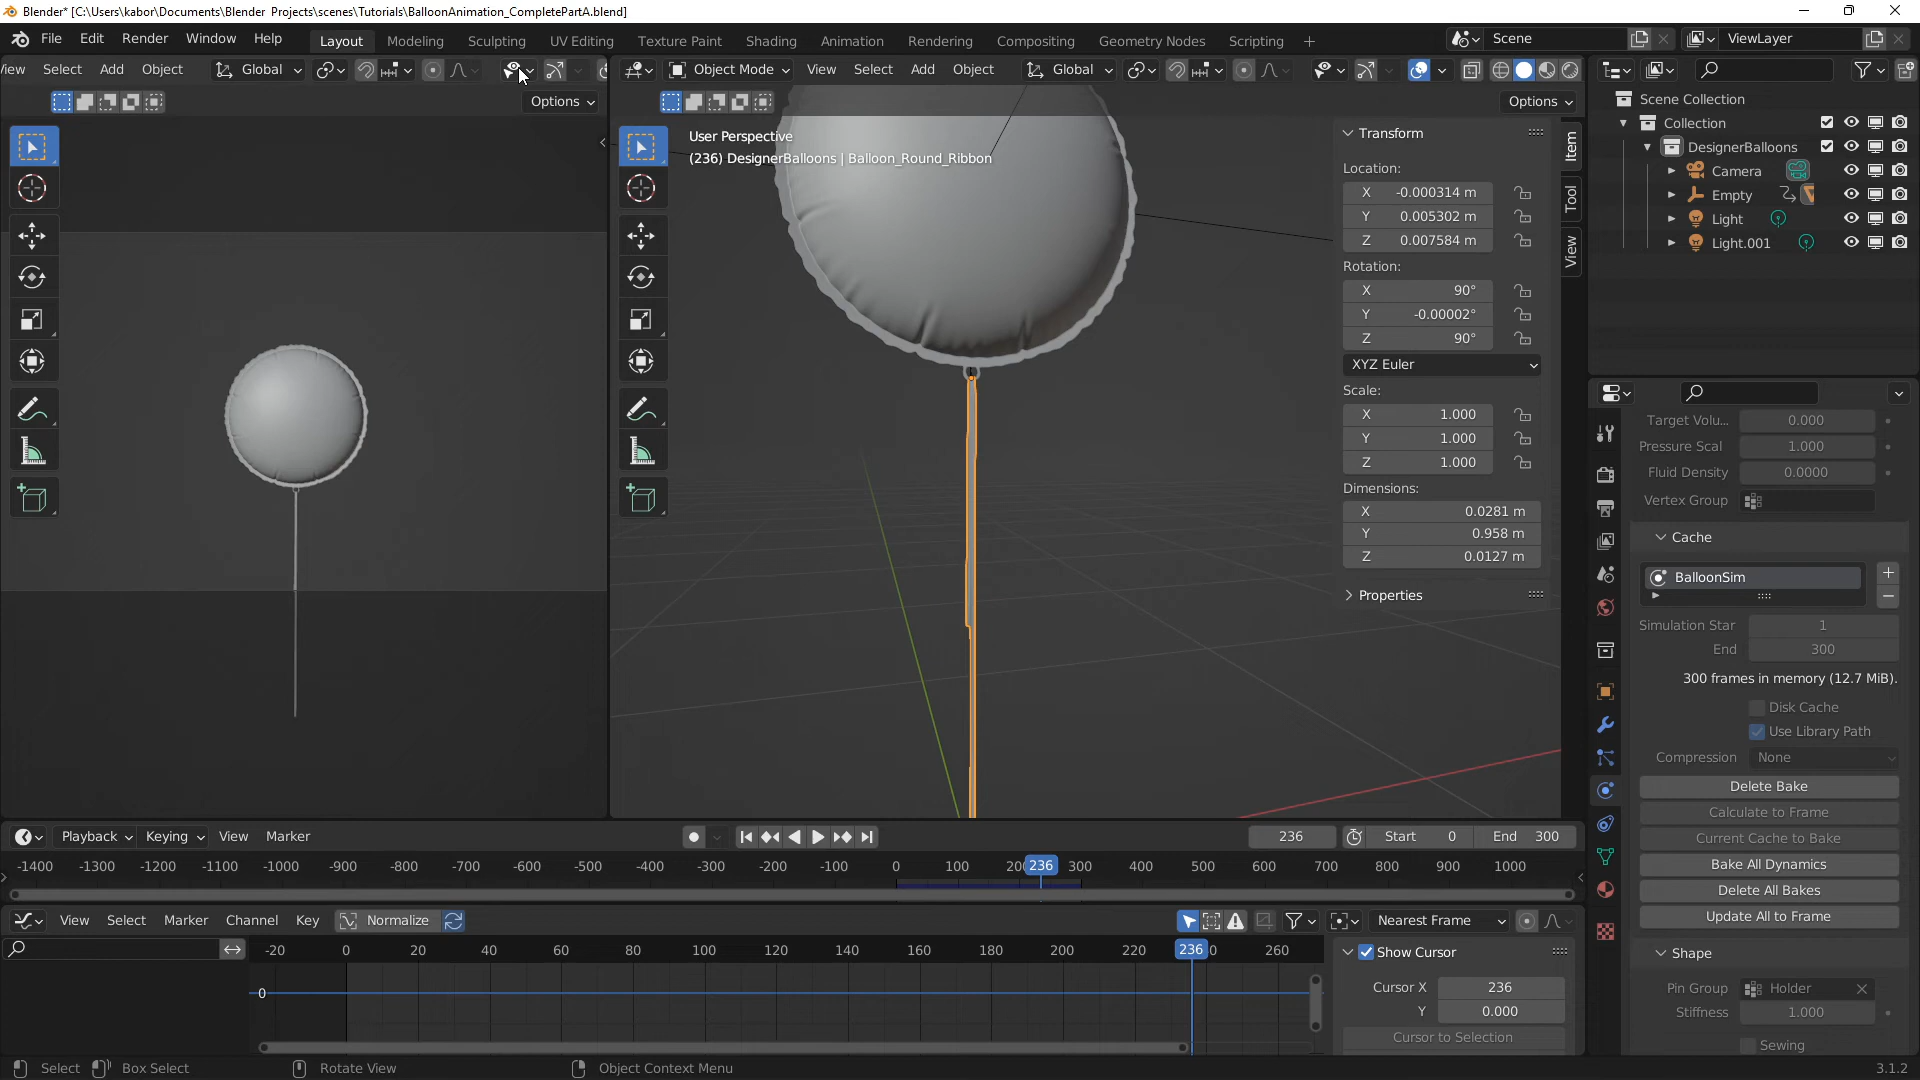 Blender* [C:\Users\kabor\Documents\Blender Projects\scenes\Tutorials\BalloonAnimation_CompletePartA.blend]
File Edit Render Window Help Layout Modeling Sculpting UV Editing Texture Paint Shading Animation Rendering Compositing Geometry Nodes Scripting + Scene ViewLayer
iew Select Add Object Global Object Mode View Select Add Object Global
Options Options
User Perspective
(236) DesignerBalloons | Balloon_Round_Ribbon
Transform
Location:
X -0.000314 m
Y 0.005302 m
Z 0.007584 m
Rotation:
X 90°
Y -0.00002°
Z 90°
XYZ Euler
Scale:
X 1.000
Y 1.000
Z 1.000
Dimensions:
X 0.0281 m
Y 0.958 m
Z 0.0127 m
Properties
Item
Tool
View
Scene Collection
Collection
DesignerBalloons
Camera
Empty
Light
Light.001
Target Volu... 0.000
Pressure Scal 1.000
Fluid Density 0.0000
Vertex Group
Cache
BalloonSim
Simulation Star 1
End 300
300 frames in memory (12.7 MiB).
Disk Cache
Use Library Path
Compression None
Delete Bake
Calculate to Frame
Current Cache to Bake
Bake All Dynamics
Delete All Bakes
Update All to Frame
Shape
Pin Group Holder
Stiffness 1.000
Sewing
Playback Keying View Marker 236 Start 0 End 300
-1400 -1300 -1200 -1100 -1000 -900 -800 -700 -600 -500 -400 -300 -200 -100 0 100 20 236 300 400 500 600 700 800 900 1000
View Select Marker Channel Key Normalize Nearest Frame
-20 0 20 40 60 80 100 120 140 160 180 200 220 236 0 260
0
Show Cursor
Cursor X 236
Y 0.000
Cursor to Selection
Select Box Select Rotate View Object Context Menu 3.1.2